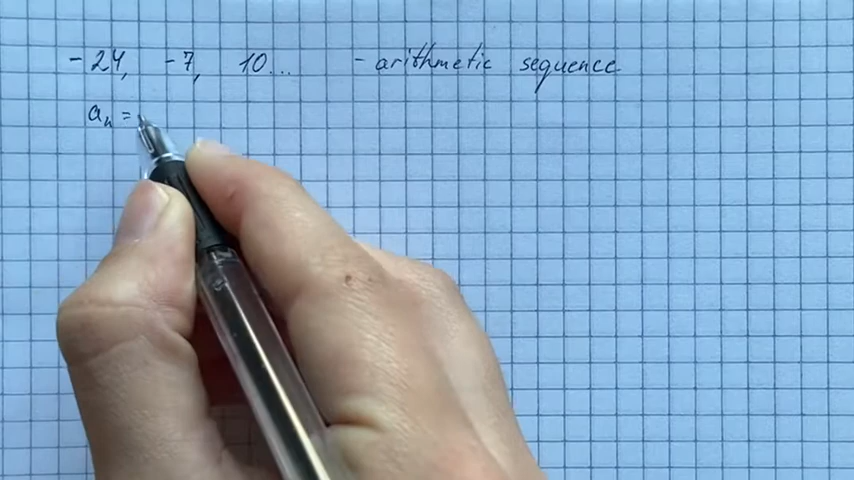 -24, -7, 10... - arithmetic sequence
an =